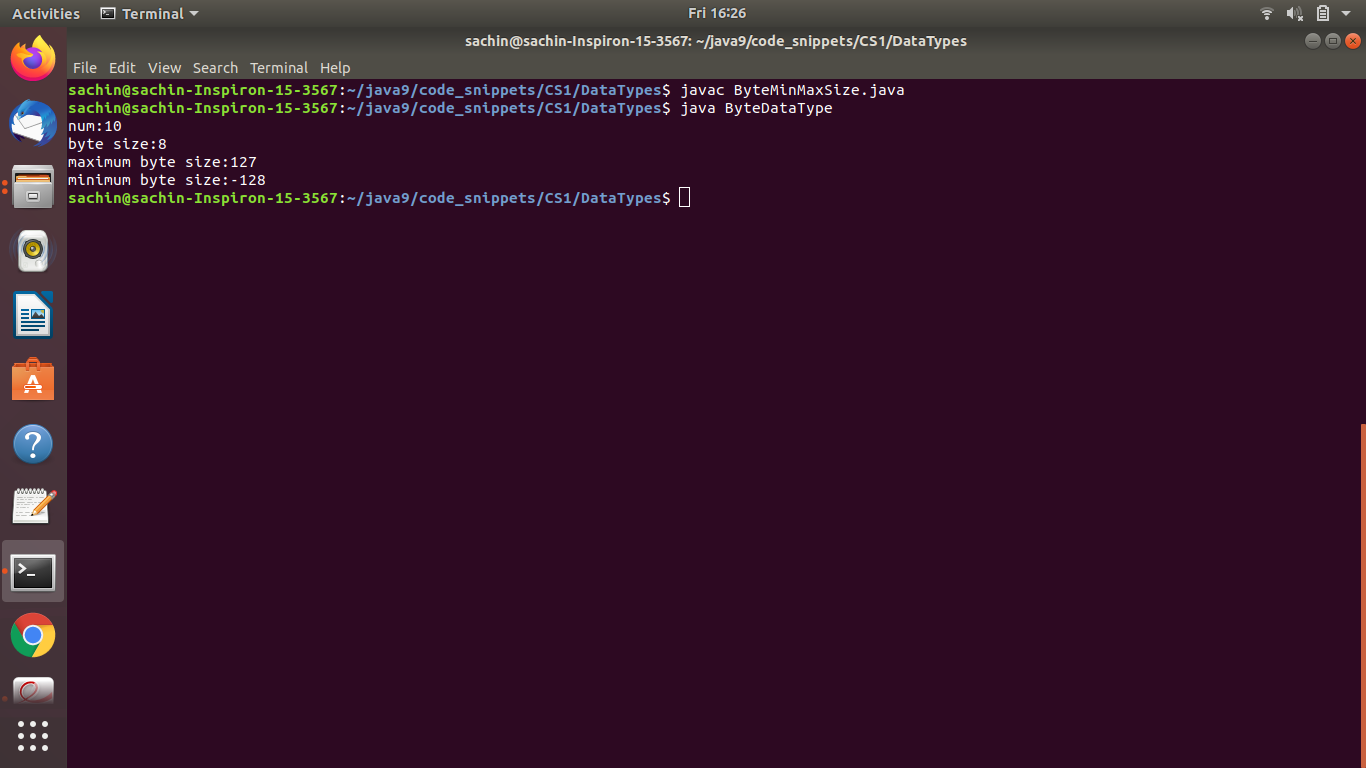 Activities Terminal Fri 16:26
sachin@sachin-Inspiron-15-3567: ~/java9/code_snippets/CS1/DataTypes
File Edit View Search Terminal Help
sachin@sachin-Inspiron-15-3567:~/java9/code_snippets/CS1/DataTypes$ javac ByteMinMaxSize.java
sachin@sachin-Inspiron-15-3567:~/java9/code_snippets/CS1/DataTypes$ java ByteDataType
num:10
byte size:8
maximum byte size:127
minimum byte size:-128
sachin@sachin-Inspiron-15-3567:~/java9/code_snippets/CS1/DataTypes$